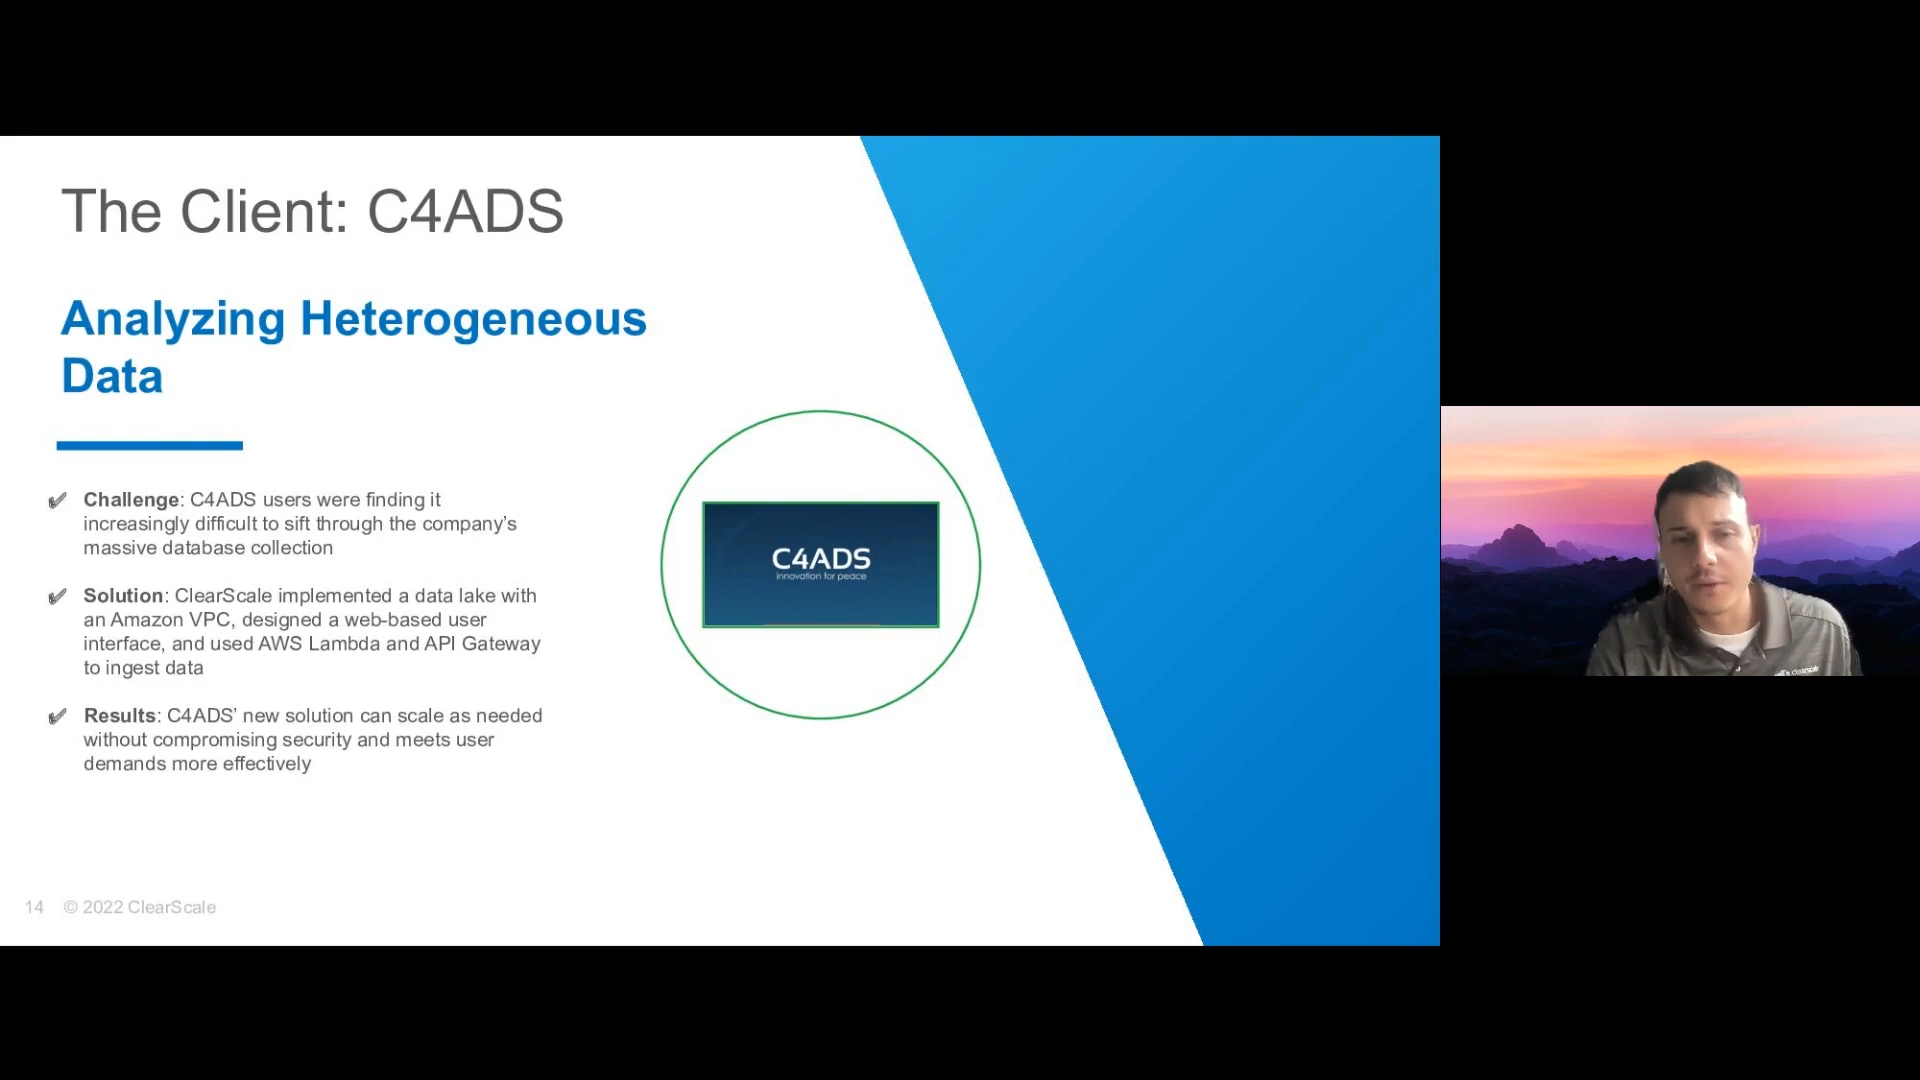 The Client: C4ADS
Analyzing Heterogeneous
Data
Challenge: C4ADS users were finding it
increasingly difficult to sift through the company’s
massive database collection
Solution: ClearScale implemented a data lake with
an Amazon VPC, designed a web-based user
interface, and used AWS Lambda and API Gateway
to ingest data
Results: C4ADS’ new solution can scale as needed
without compromising security and meets user
demands more effectively
C4ADS
innovation for peace
14 © 2022 ClearScale
clearscale